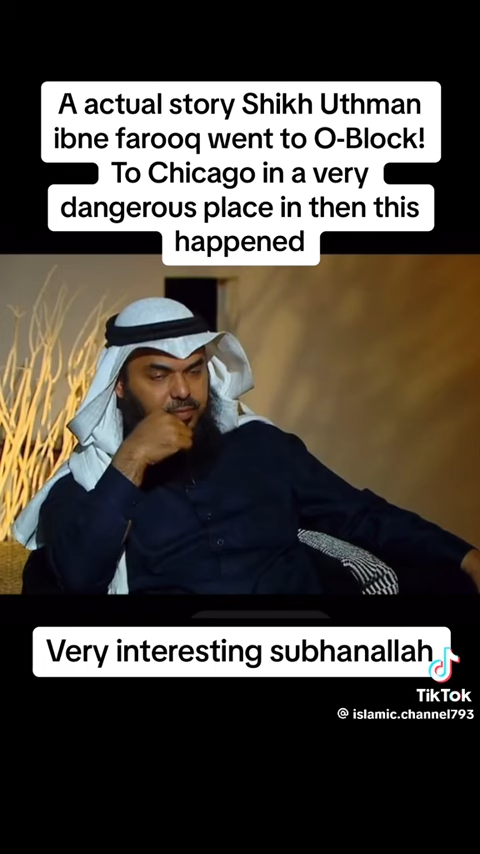 A actual story Shikh Uthman
ibne farooq went to O-Block!
To Chicago in a very
dangerous place in then this
happened
Very interesting subhanallah
TikTok
@ islamic.channel793